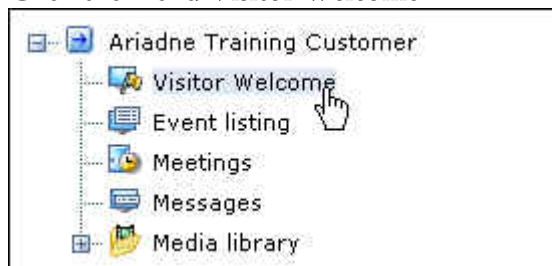 Ariadne Training Customer
Visitor Welcome
Event listing
Meetings
Messages
Media library